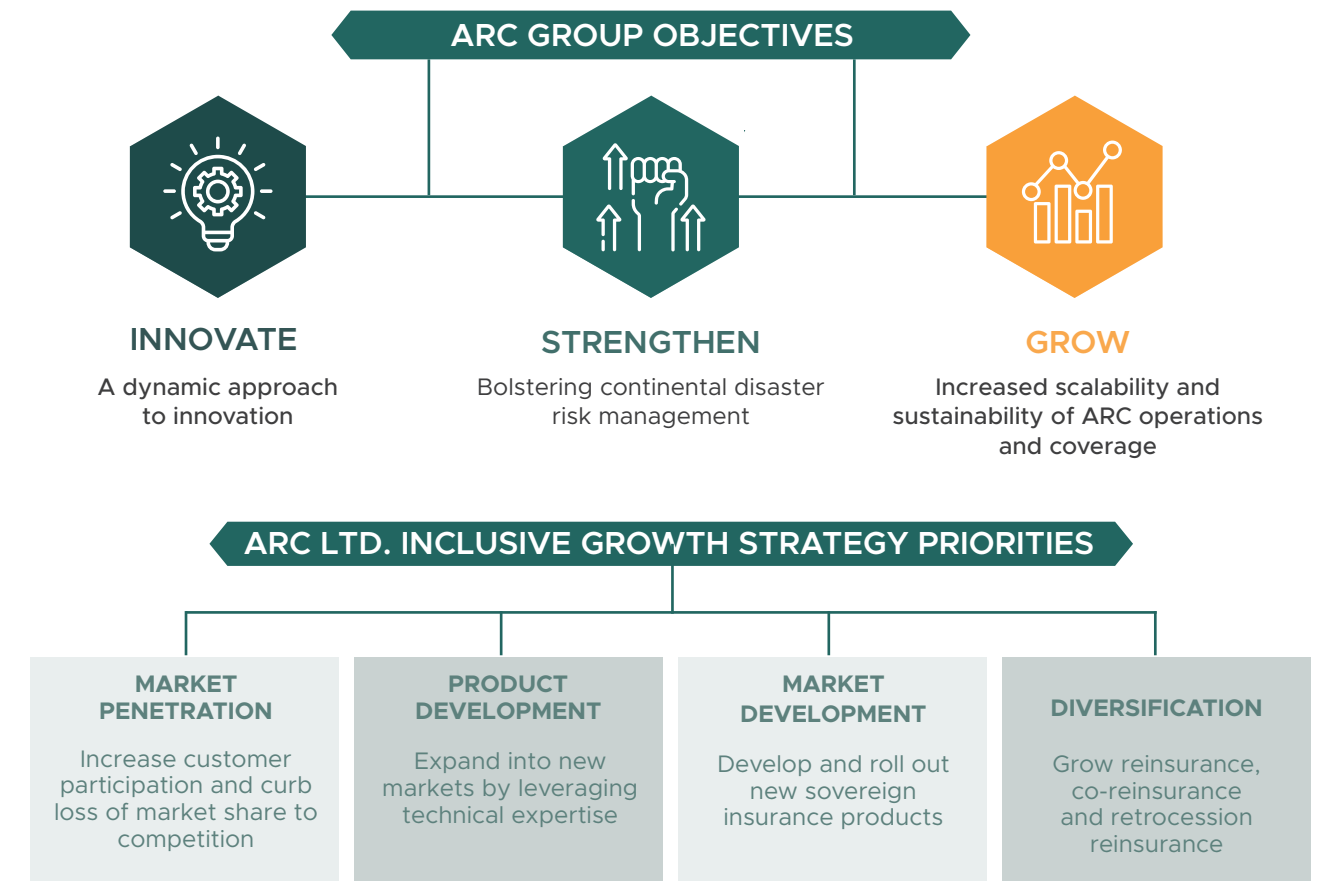 ARC GROUP OBJECTIVES
INNOVATE
A dynamic approach
to innovation
STRENGTHEN
Bolstering continental disaster
risk management
GROW
Increased scalability and
sustainability of ARC operations
and coverage
ARC LTD. INCLUSIVE GROWTH STRATEGY PRIORITIES
MARKET
PENETRATION
Increase customer
participation and curb
loss of market share to
competition
PRODUCT
DEVELOPMENT
Expand into new
markets by leveraging
technical expertise
MARKET
DEVELOPMENT
Develop and roll out
new sovereign
insurance products
DIVERSIFICATION
Grow reinsurance,
co-reinsurance
and retrocession
reinsurance